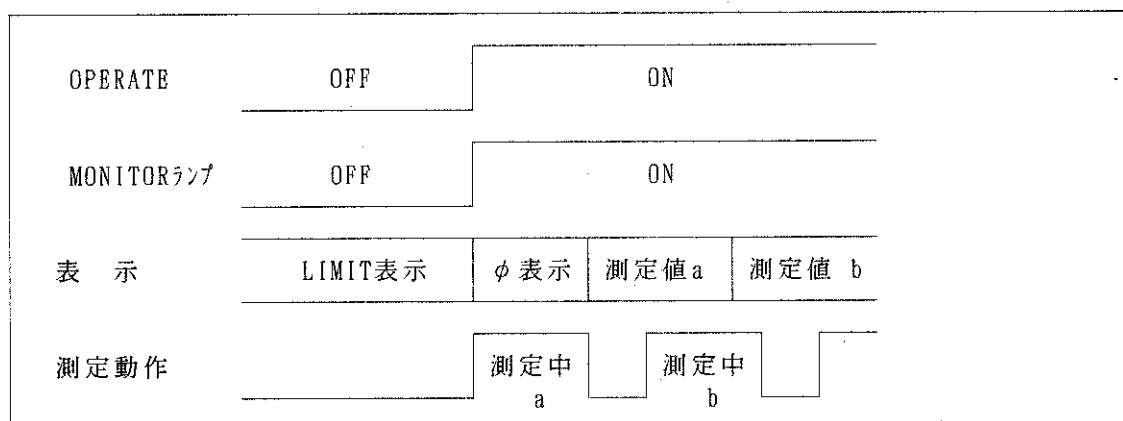 OPERATE OFF ON
MONITORランプ OFF ON
表 示 LIMIT表示 φ表示 測定値a 測定値 b
測定動作 測定中 測定中
a b